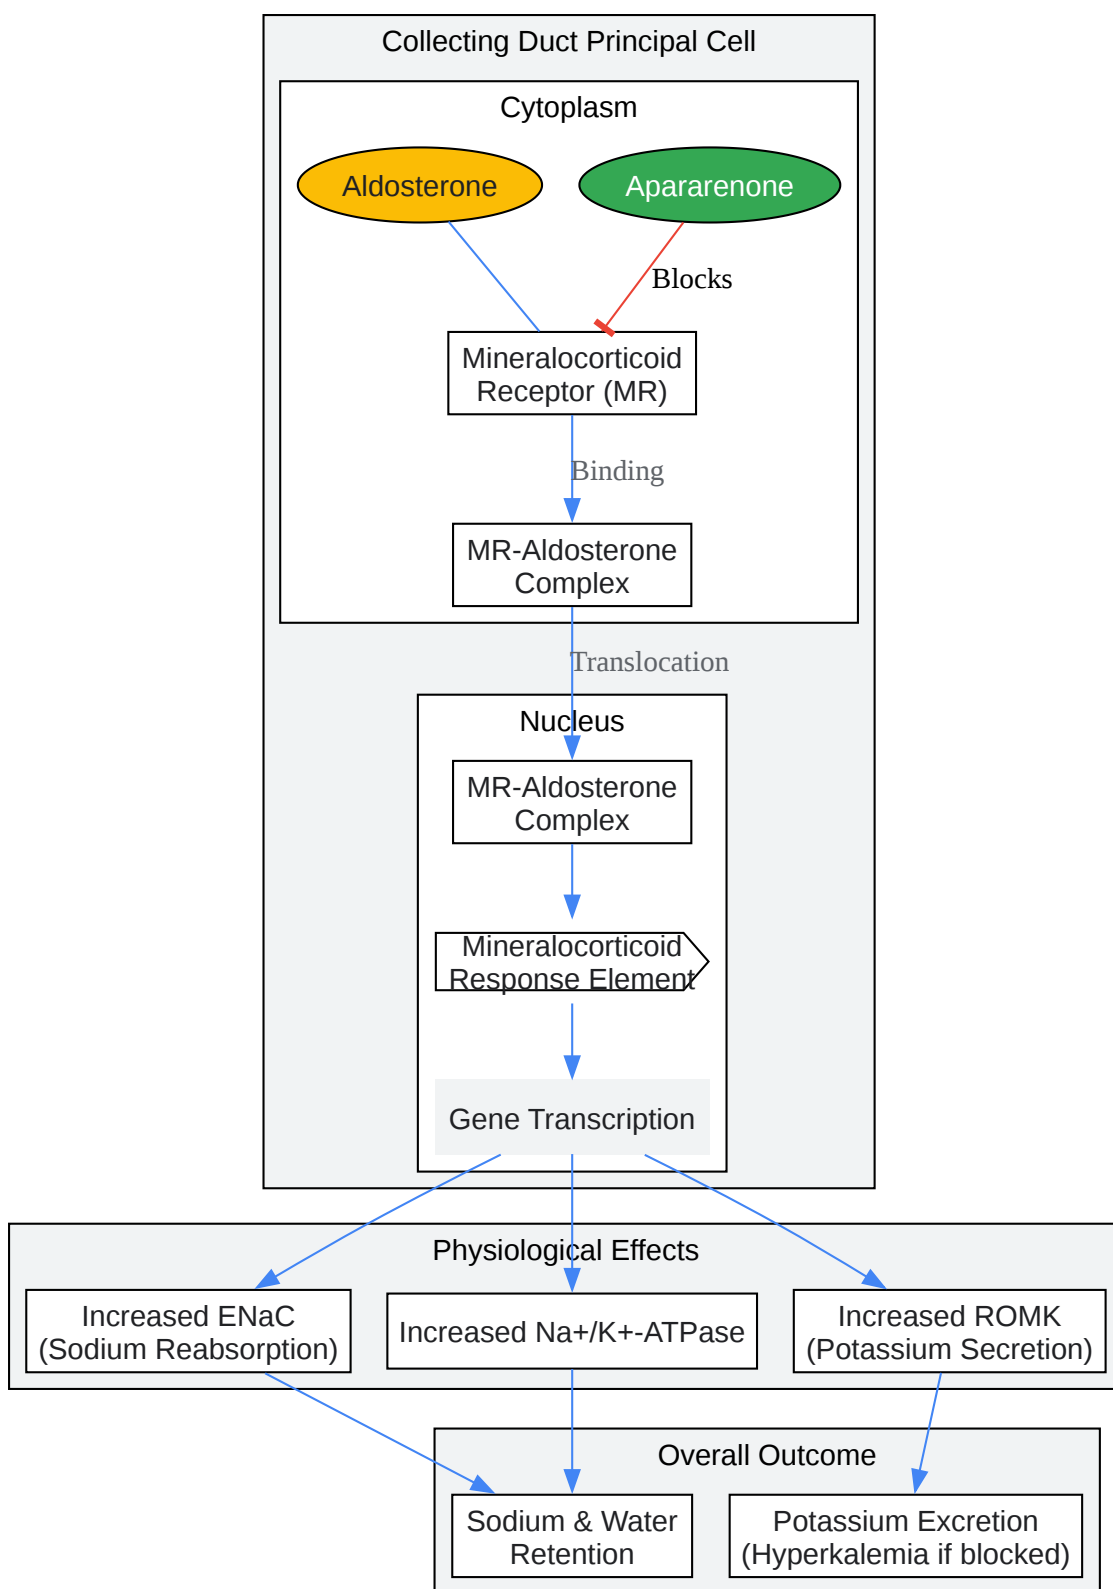 Collecting Duct Principal Cell
Cytoplasm
Aldosterone
Apararenone
Blocks
Mineralocorticoid
Receptor (MR)
Binding
MR-Aldosterone
Complex
Translocation
Nucleus
MR-Aldosterone
Complex
Mineralocorticoid
Response Element
Gene Transcription
Physiological Effects
Increased ENaC
(Sodium Reabsorption)
Increased Na+/K+-ATPase
Increased ROMK
(Potassium Secretion)
Overall Outcome
Sodium & Water
Retention
Potassium Excretion
(Hyperkalemia if blocked)